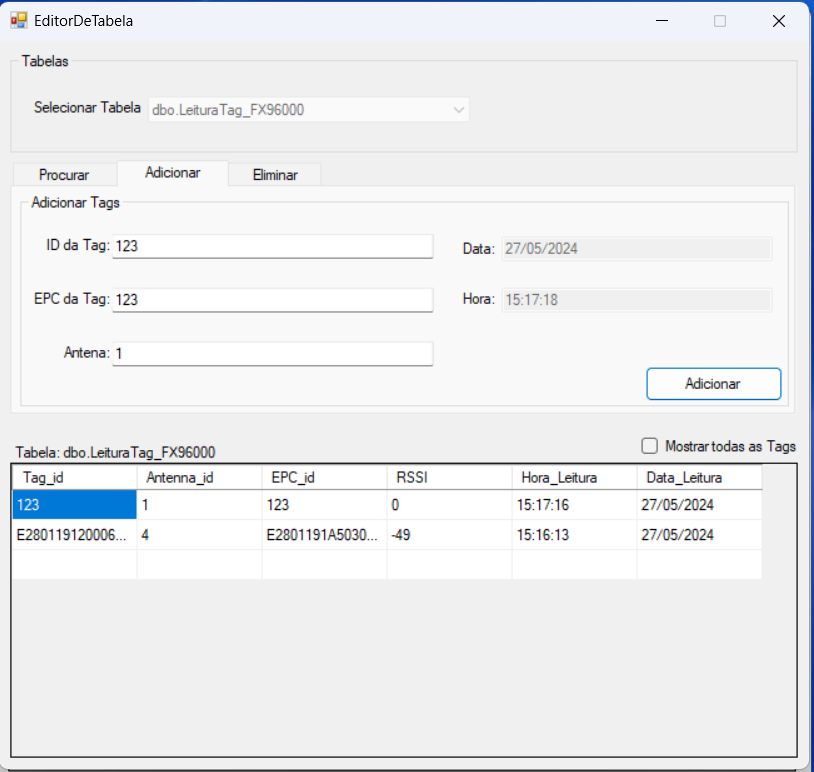 EditorDeTabela
Tabelas
Selecionar Tabela dbo.LeituraTag_FX96000
Procurar Adicionar Eliminar
Adicionar Tags
ID da Tag: 123 Data: 27/05/2024
EPC da Tag: 123 Hora: 15:17:18
Antena: 1
Adicionar
Tabela: dbo.LeituraTag_FX96000 Mostrar todas as Tags
Tag_id Antenna_id EPC_id RSSI Hora_Leitura Data_Leitura
123 1 123 0 15:17:16 27/05/2024
E280119120006... 4 E2801191A5030... -49 15:16:13 27/05/2024